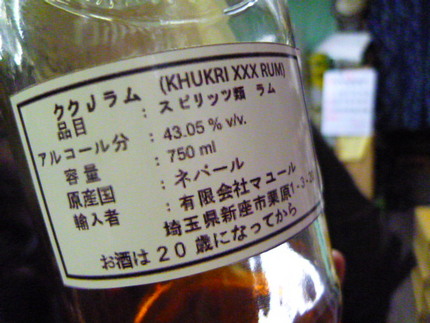 ククリラム (KHUKRI XXX RUM)
品目 : スピリッツ類 ラム
アルコール分 : 43.05 % v/v.
容量 : 750 ml
原産国 : ネパール
輸入者 : 有限会社マユール
埼玉県新座市栗原1-3-
お酒は20歳になってから